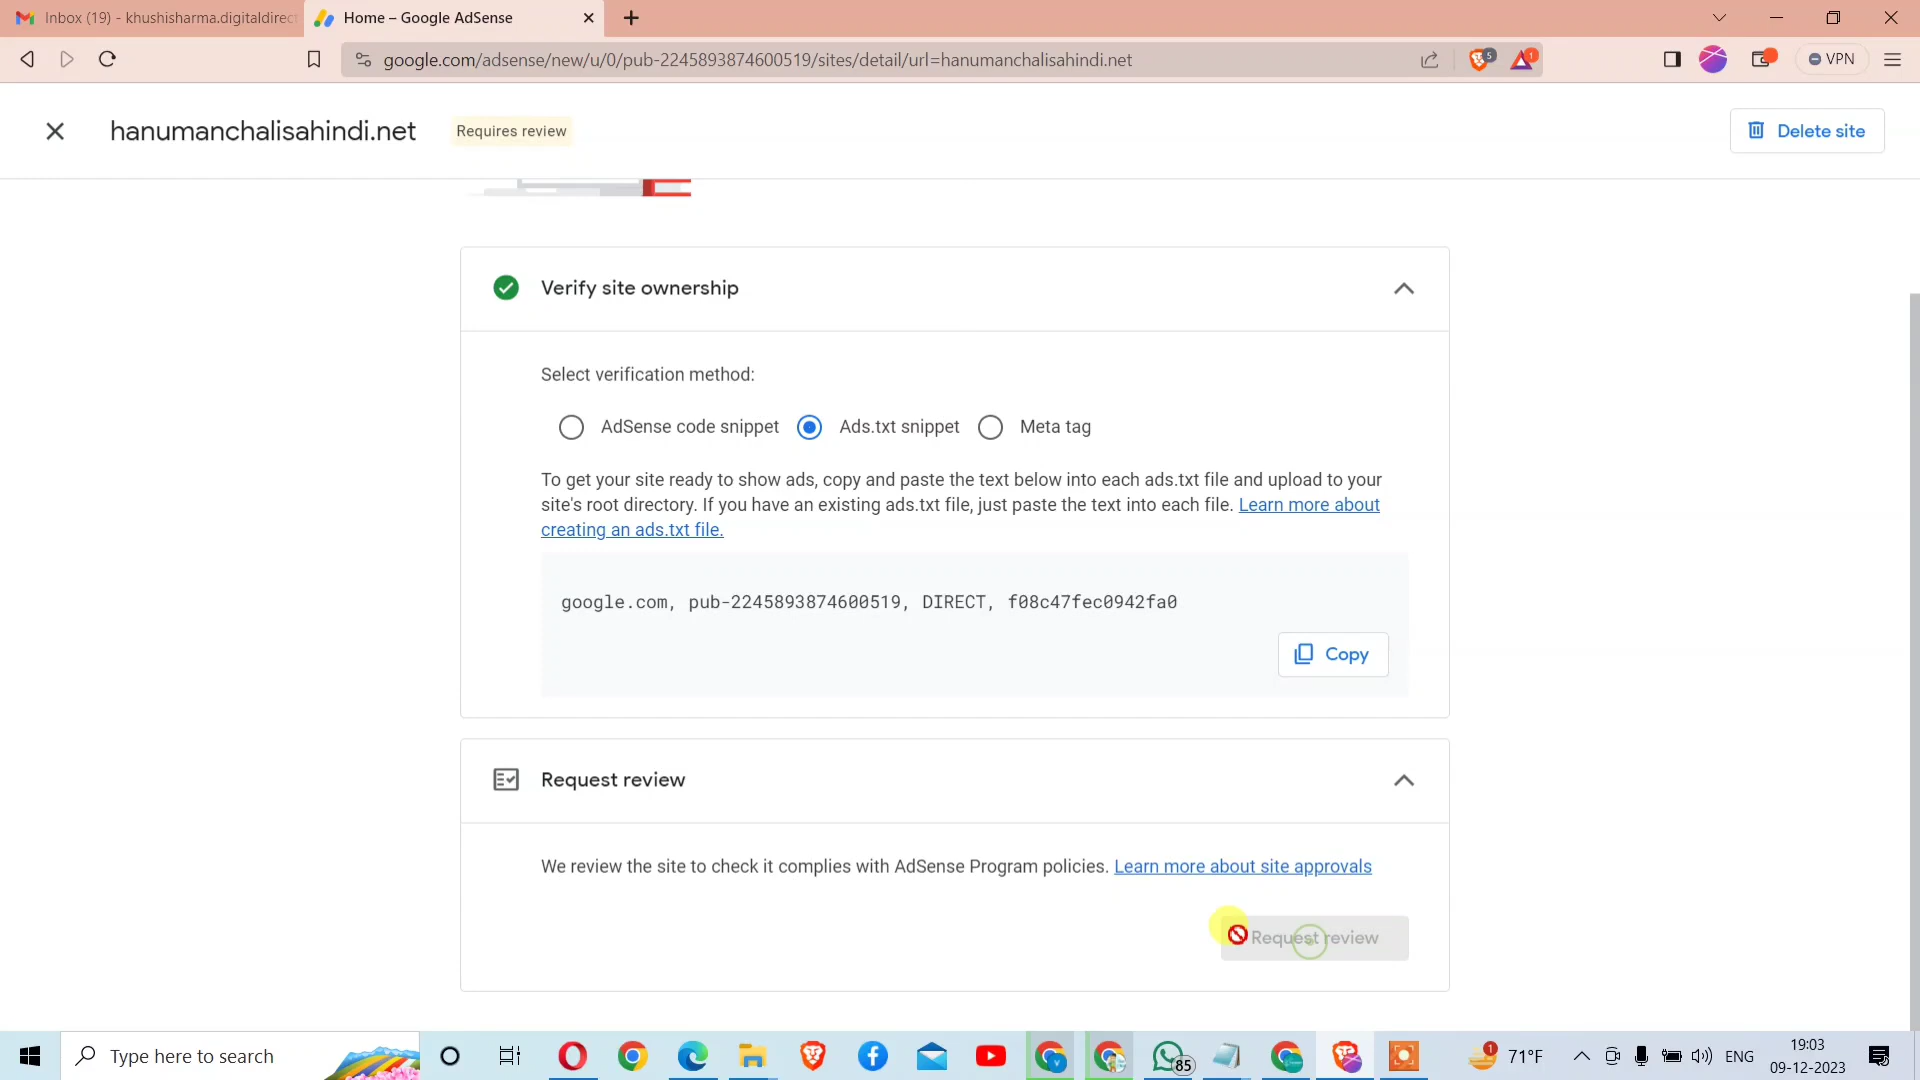 Inbox (19) - khushisharma.digitaldirect
Home – Google AdSense
google.com/adsense/new/u/0/pub-2245893874600519/sites/detail/url=hanumanchalisahindi.net
5
1
VPN
hanumanchalisahindi.net
Requires review
Delete site
Verify site ownership
Select verification method:
AdSense code snippet
Ads.txt snippet
Meta tag
To get your site ready to show ads, copy and paste the text below into each ads.txt file and upload to your
site's root directory. If you have an existing ads.txt file, just paste the text into each file. Learn more about
creating an ads.txt file.
google.com, pub-2245893874600519, DIRECT, f08c47fec0942fa0
Copy
Request review
We review the site to check it complies with AdSense Program policies. Learn more about site approvals
Request review
Type here to search
V
85
1
71°F
ENG
19:03
09-12-2023